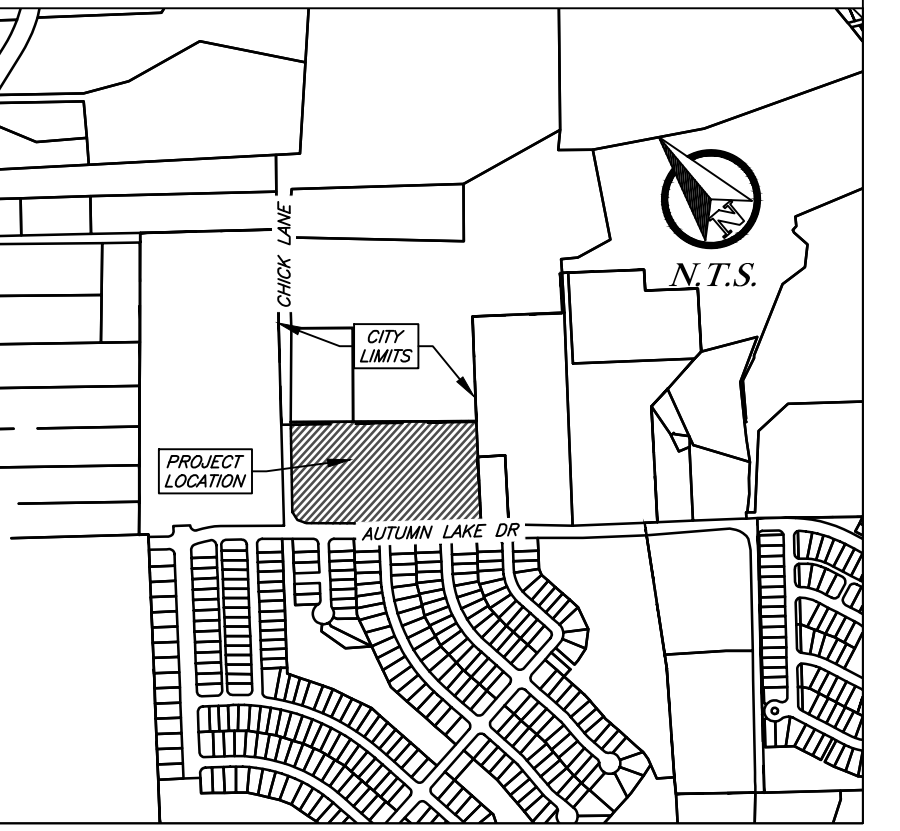 N
N.T.S.
CHICK LANE
CITY
LIMITS
PROJECT
LOCATION
AUTUMN LAKE DR